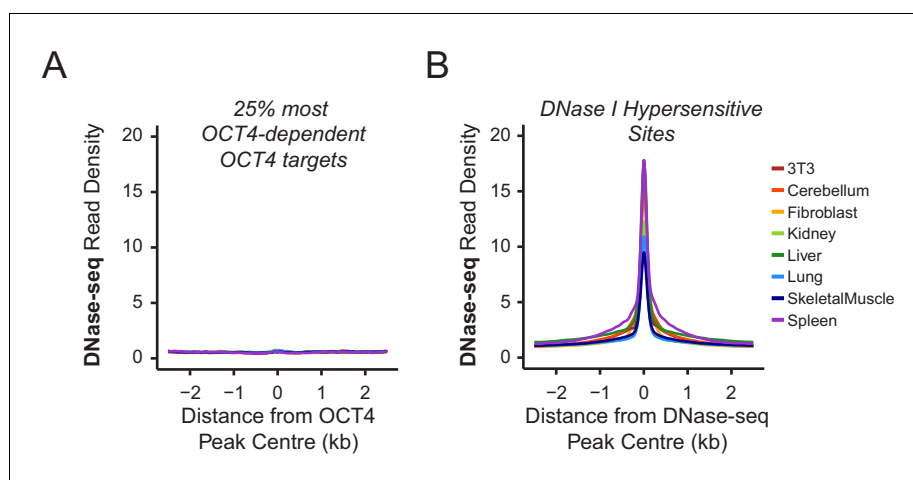 A
25% most
OCT4-dependent
OCT4 targets
DNase-seq Read Density
20
15
10
5
0
−2 −1 0 1 2
Distance from OCT4
Peak Centre (kb)
B
DNase I Hypersensitive
Sites
DNase-seq Read Density
20
15
10
5
0
−2 −1 0 1 2
Distance from DNase-seq
Peak Centre (kb)
3T3
Cerebellum
Fibroblast
Kidney
Liver
Lung
SkeletalMuscle
Spleen